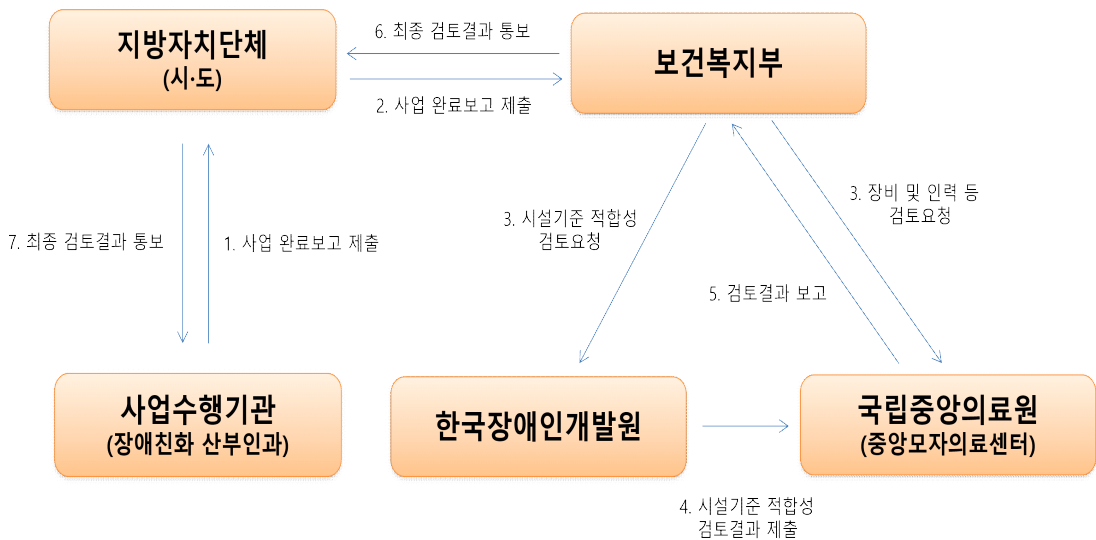 지방자치단체
(시·도)
6. 최종 검토결과 통보
보건복지부
2. 사업 완료보고 제출
3. 장비 및 인력 등
검토요청
3. 시설기준 적합성
검토요청
7. 최종 검토결과 통보
1. 사업 완료보고 제출
5. 검토결과 보고
사업수행기관
(장애친화 산부인과)
한국장애인개발원
국립중앙의료원
(중앙모자의료센터)
4. 시설기준 적합성
검토결과 제출